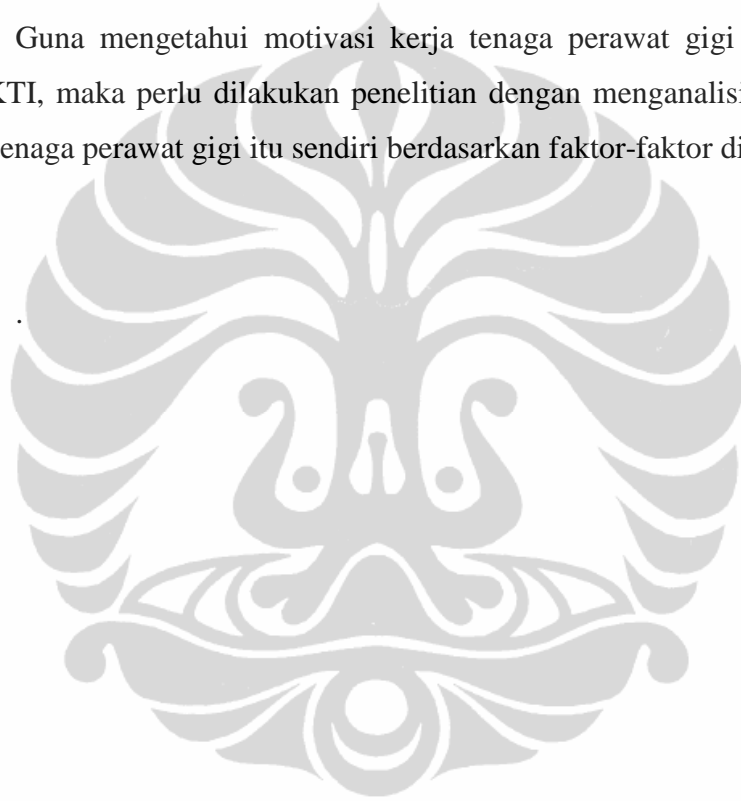 Guna mengetahui motivasi kerja tenaga perawat gigi
KTI, maka perlu dilakukan penelitian dengan menganalisi
enaga perawat gigi itu sendiri berdasarkan faktor-faktor di
.